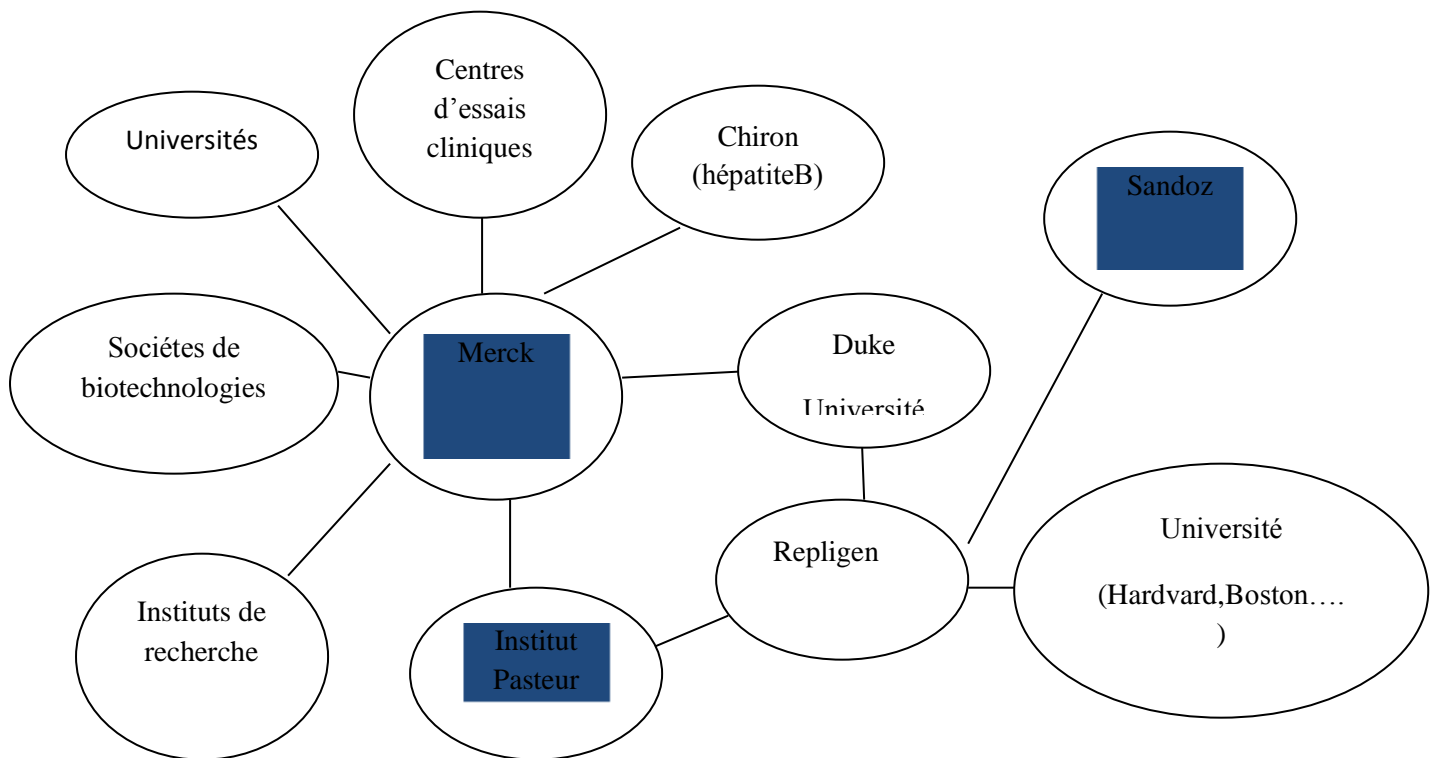 Centres
d’essais
cliniques
Universités
Chiron
(hépatiteB)
Sandoz
Sociétes de
biotechnologies
Merck
Duke
Université
Repligen
Université
(Hardvard,Boston….
)
Instituts de
recherche
Institut
Pasteur